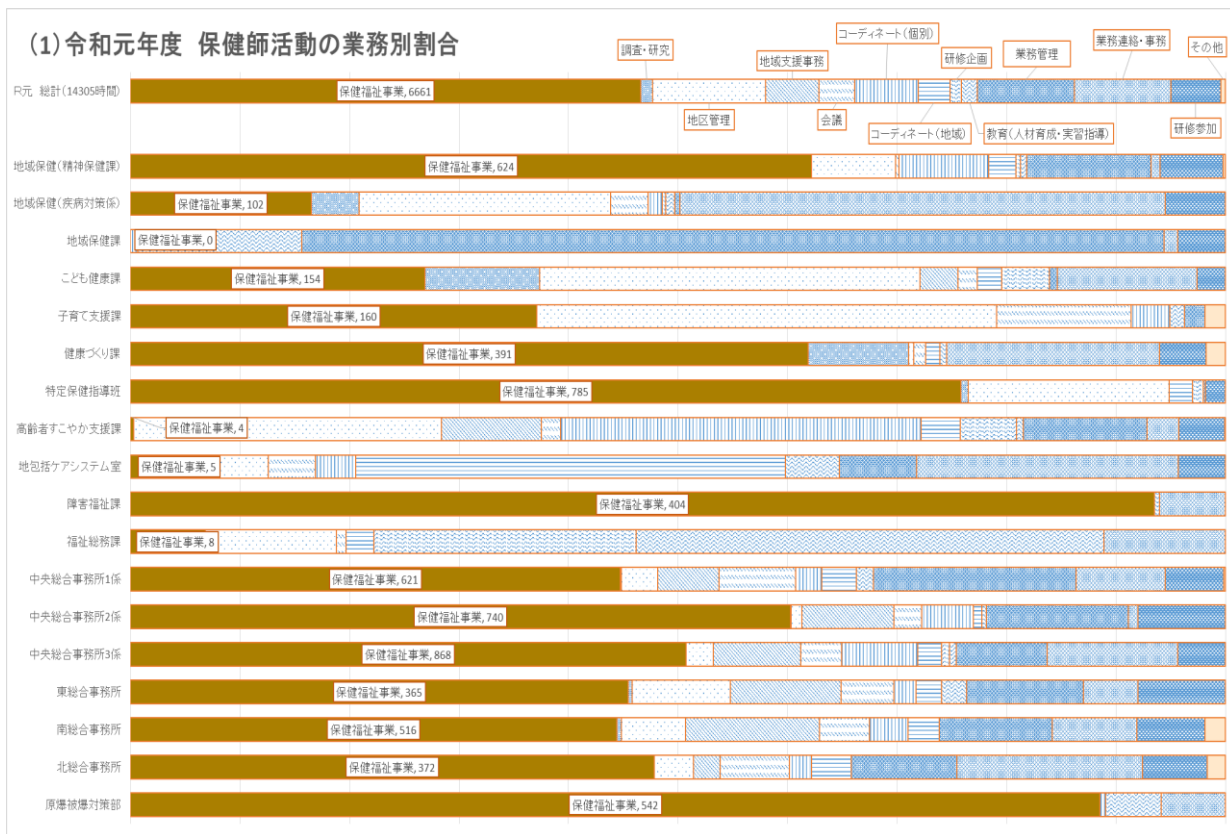 (1)令和元年度 保健師活動の業務別割合
調査・研究
地域支援事務
コーディネート(個別)
研修企画
業務管理
業務連絡・事務
その他
R元 総計(14305時間)
保健福祉事業, 6661
地区管理
会議
コーディネート(地域)
教育(人材育成・実習指導)
研修参加
地域保健(精神保健課)
保健福祉事業, 624
地域保健(疾病対策係)
保健福祉事業, 102
地域保健課
保健福祉事業, 0
こども健康課
保健福祉事業, 154
子育て支援課
保健福祉事業, 160
健康づくり課
保健福祉事業, 391
特定保健指導班
保健福祉事業, 785
高齢者すこやか支援課
保健福祉事業, 4
地包括ケアシステム室
保健福祉事業, 5
障害福祉課
保健福祉事業, 404
福祉総務課
保健福祉事業, 8
中央総合事務所1係
保健福祉事業, 621
中央総合事務所2係
保健福祉事業, 740
中央総合事務所3係
保健福祉事業, 868
東総合事務所
保健福祉事業, 365
南総合事務所
保健福祉事業, 516
北総合事務所
保健福祉事業, 372
原爆被爆対策部
保健福祉事業, 542